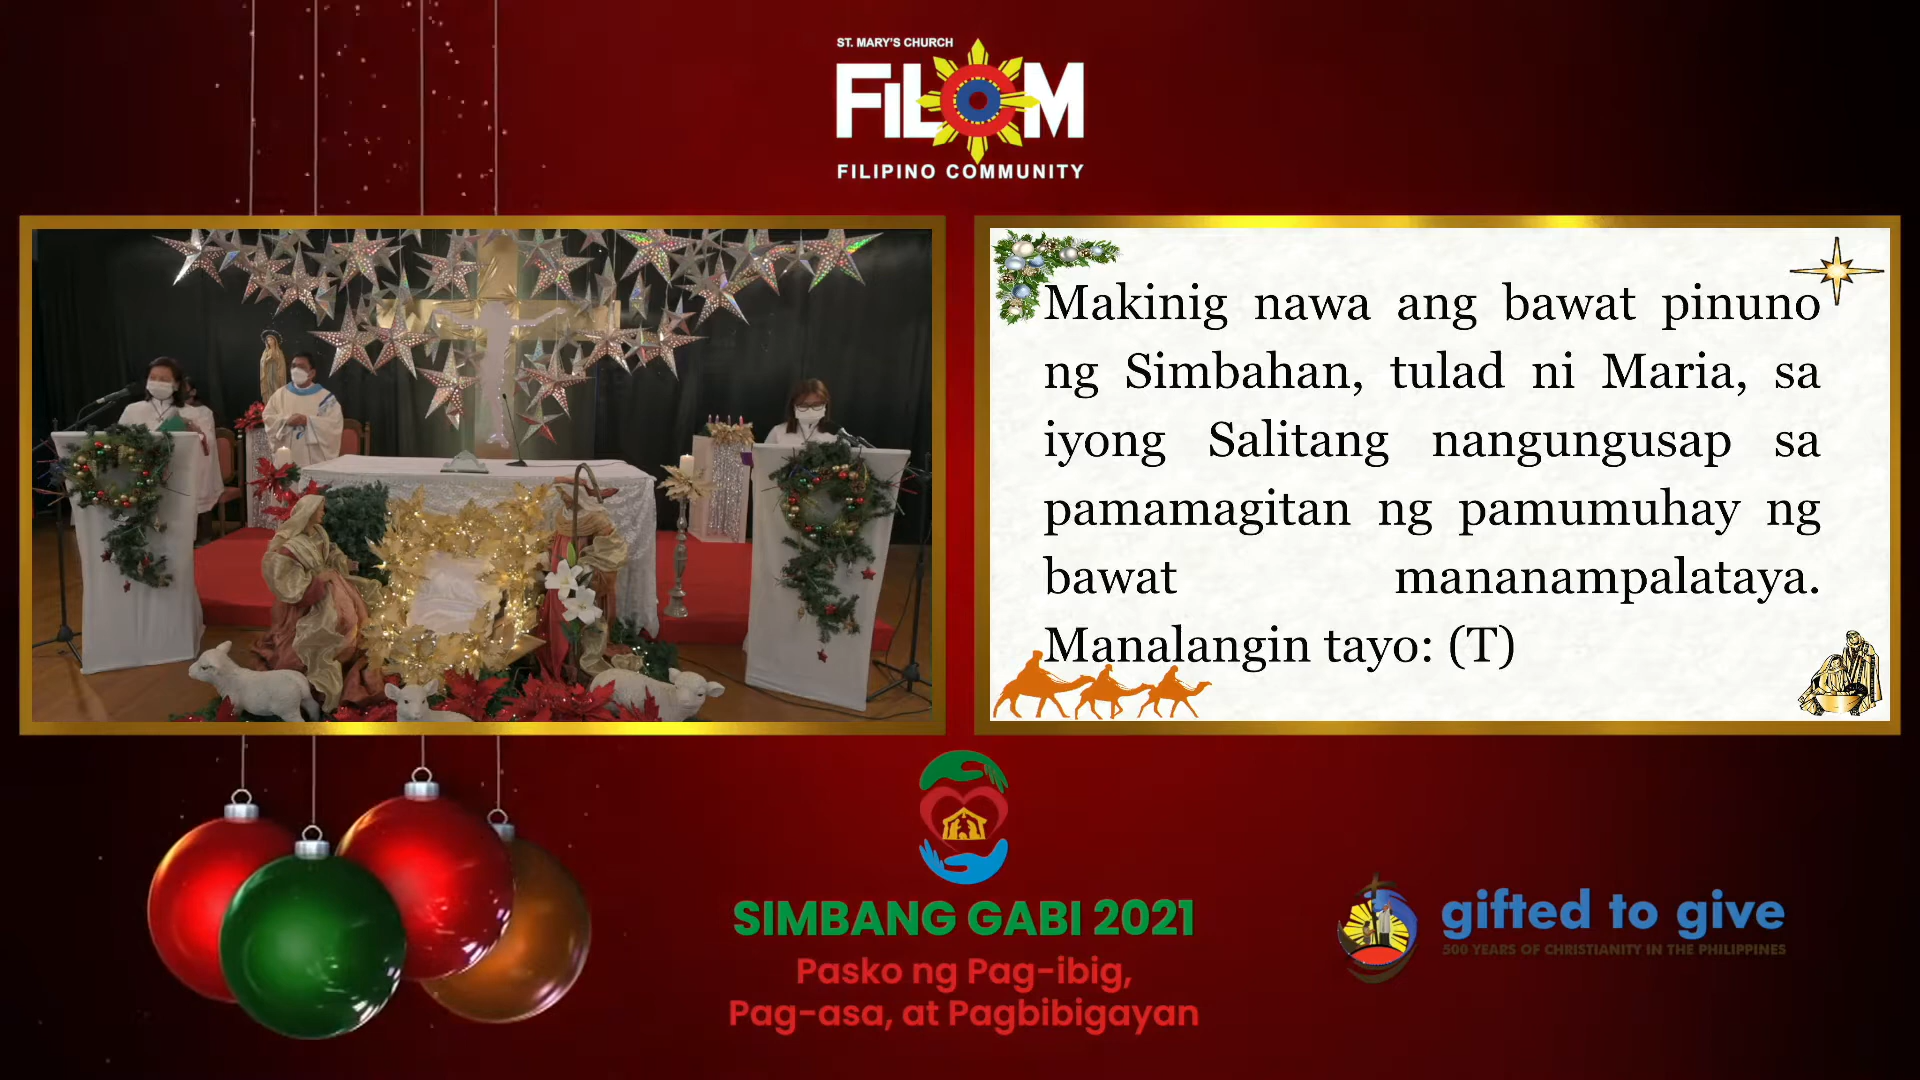 ST. MARY'S CHURCH
FILCOM
FILIPINO COMMUNITY
Makinig nawa ang bawat pinuno
ng Simbahan, tulad ni Maria, sa
iyong Salitang nangungusap sa
pamamagitan ng pamumuhay ng
bawat mananampalataya.
Manalangin tayo: (T)
SIMBANG GABI 2021
Pasko ng Pag-ibig,
Pag-asa, at Pagbibigayan
gifted to give
500 YEARS OF CHRISTIANITY IN THE PHILIPPINES